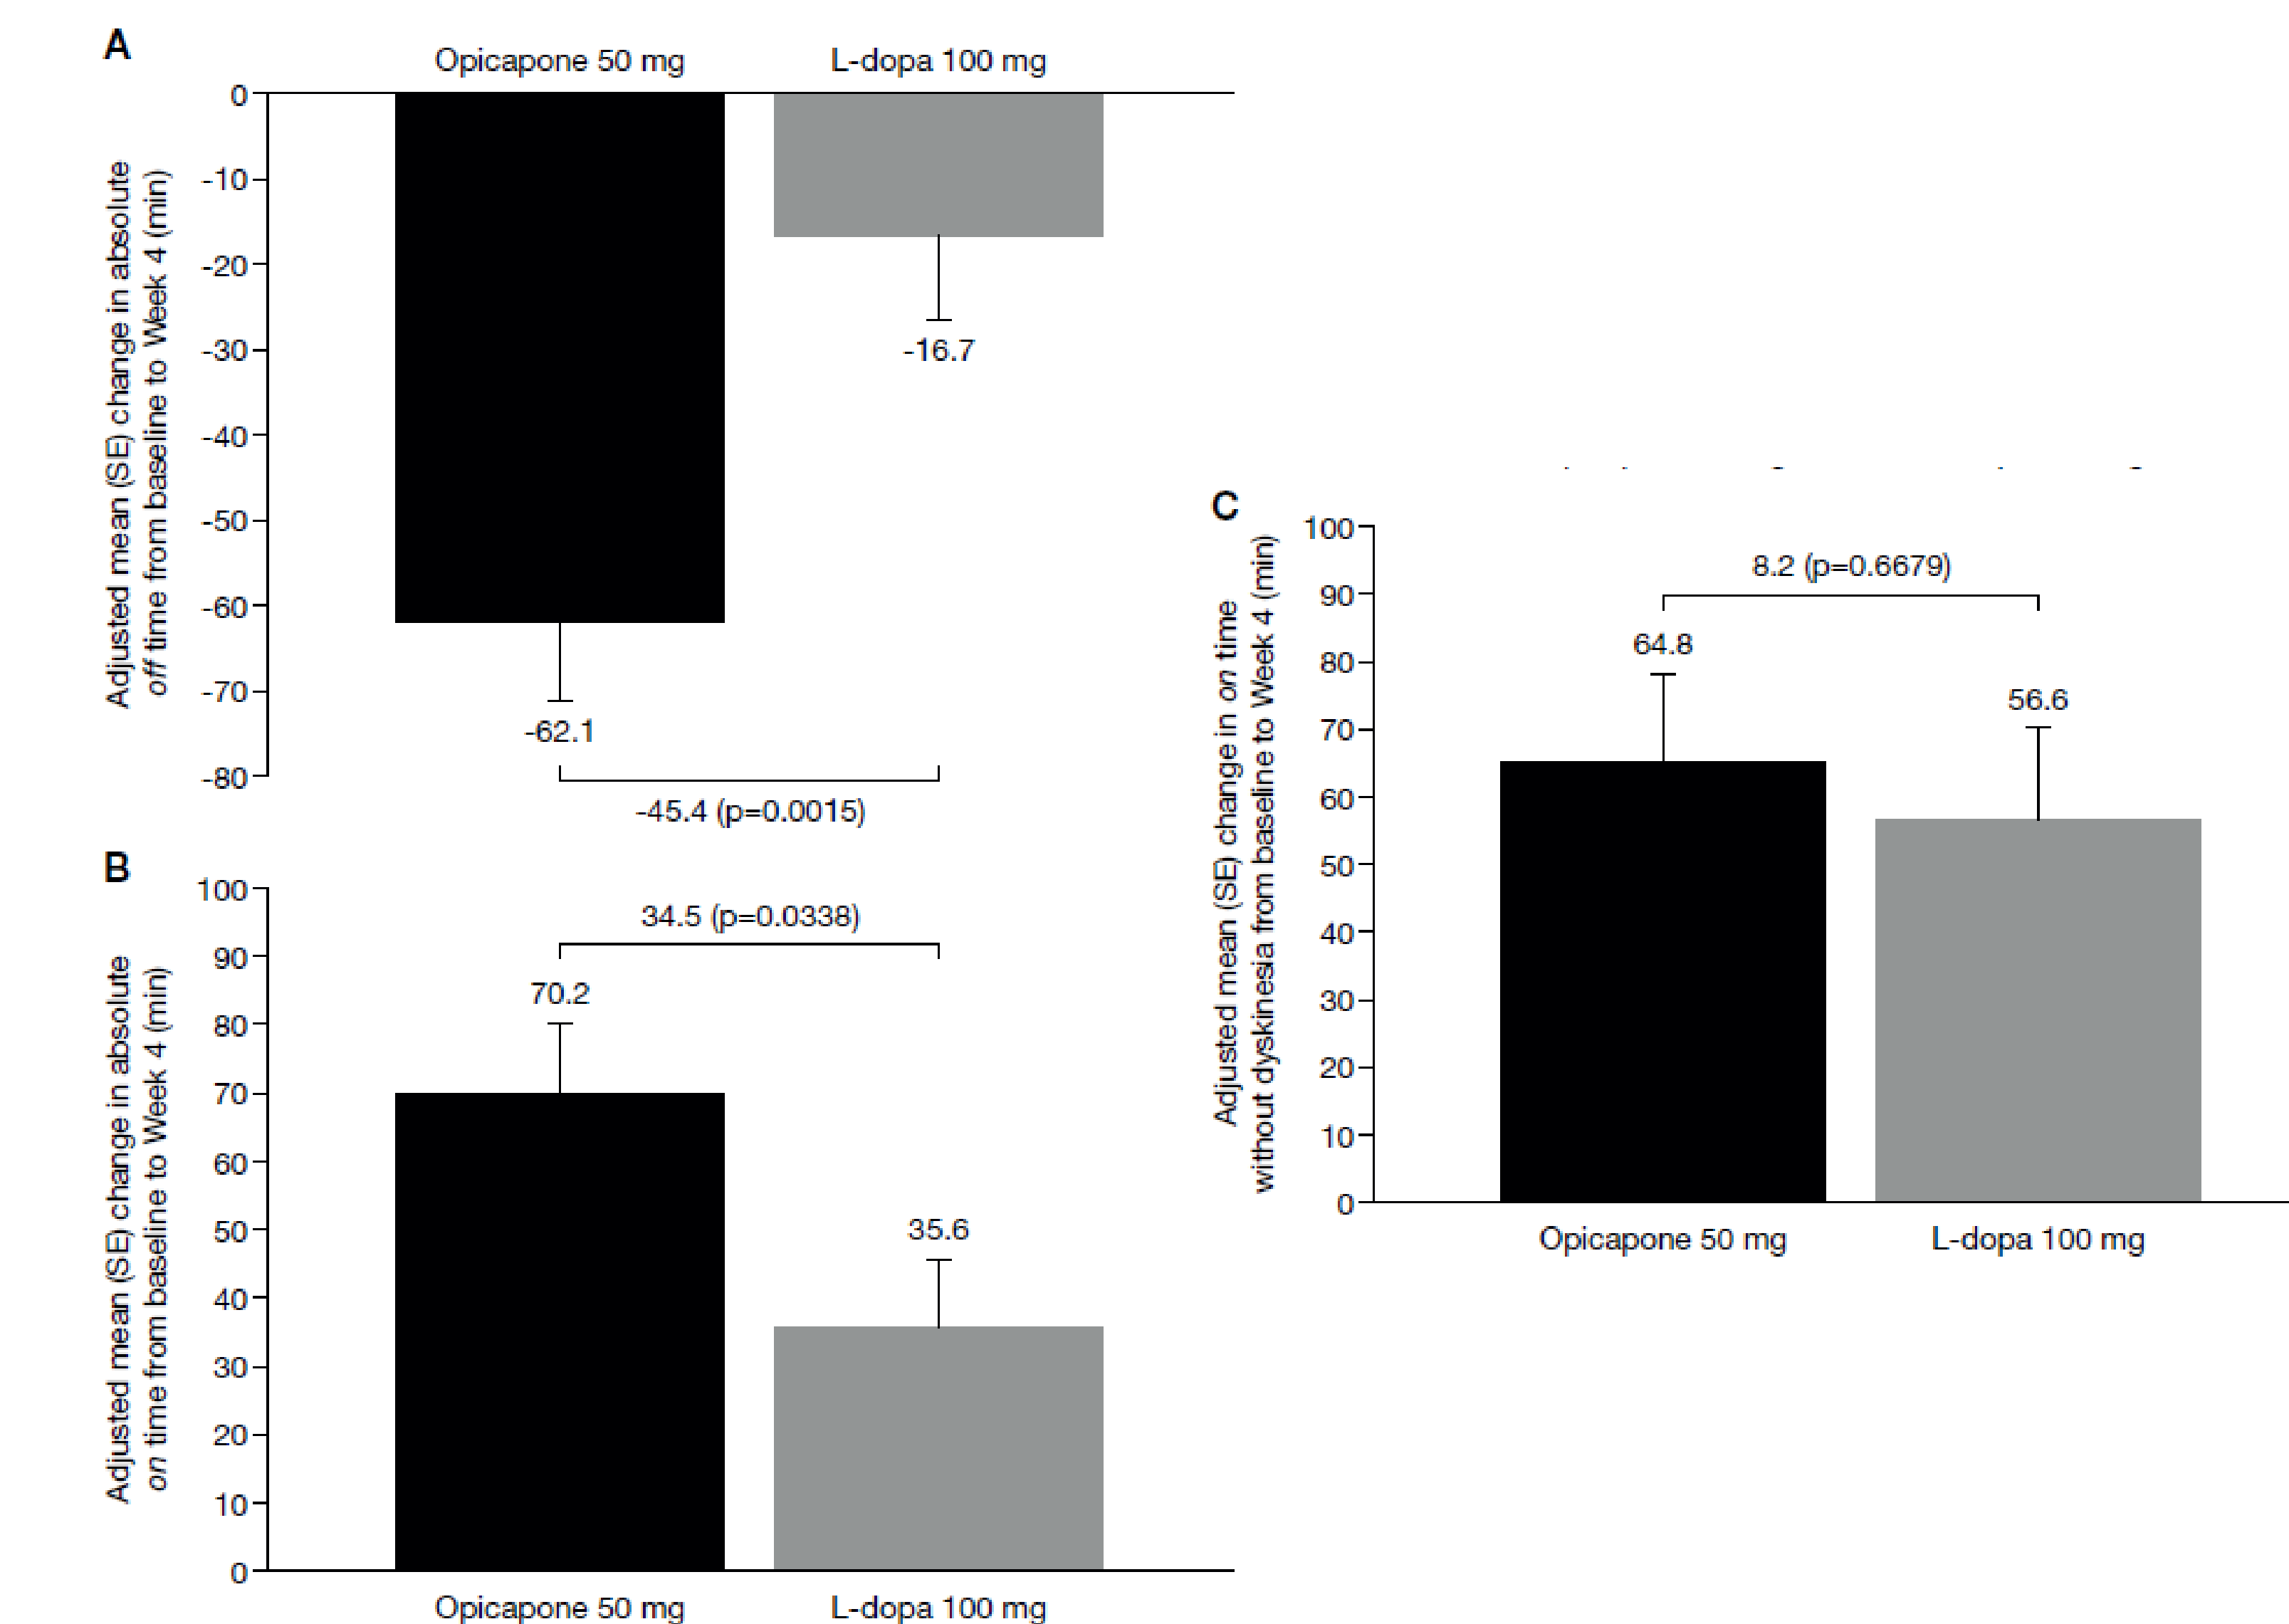 A
Opicapone 50 mg
L-dopa 100 mg
Adjusted mean (SE) change in absolute
off time from baseline to Week 4 (min)
0
-10
-20
-30
-40
-50
-60
-70
-80
-62.1
-16.7
-45.4 (p=0.0015)
B
Adjusted mean (SE) change in absolute
on time from baseline to Week 4 (min)
100
90
80
70
60
50
40
30
20
10
0
34.5 (p=0.0338)
70.2
35.6
Opicapone 50 mg
L-dopa 100 mg
C
Adjusted mean (SE) change in on time
without dyskinesia from baseline to Week 4 (min)
100
90
80
70
60
50
40
30
20
10
0
8.2 (p=0.6679)
64.8
56.6
Opicapone 50 mg
L-dopa 100 mg